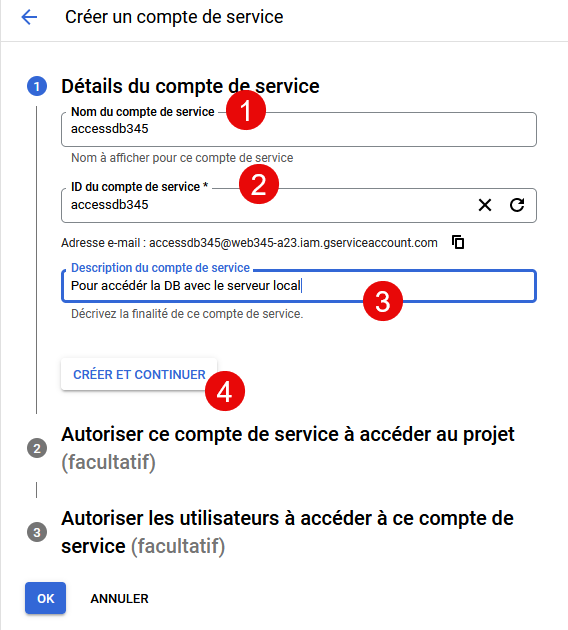 Créer un compte de service
1 Détails du compte de service
Nom du compte de service 1
accessdb345
Nom à afficher pour ce compte de service
ID du compte de service * 2
accessdb345
Adresse e-mail : accessdb345@web345-a23.iam.gserviceaccount.com
Description du compte de service
Pour accédér la DB avec le serveur local
3
Décrivez la finalité de ce compte de service.
CRÉER ET CONTINUER
4
2 Autoriser ce compte de service à accéder au projet
(facultatif)
3 Autoriser les utilisateurs à accéder à ce compte de
service (facultatif)
OK ANNULER